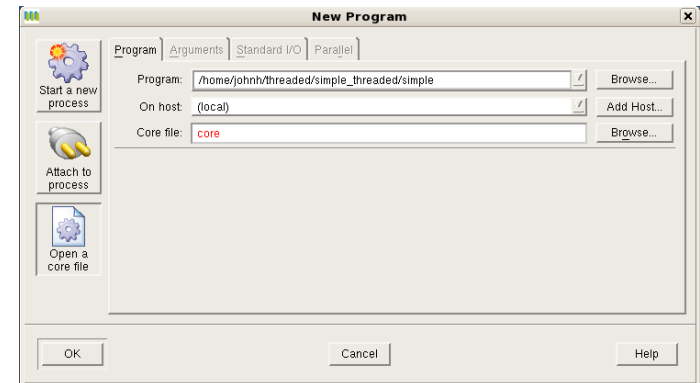 New Program
Start a new
process
Attach to
process
Open a
core file
Program Arguments Standard I/O Parallel
Program: /home/johnh/threaded/simple_threaded/simple Browse...
On host: (local) Add Host...
Core file: core Browse...
OK Cancel Help